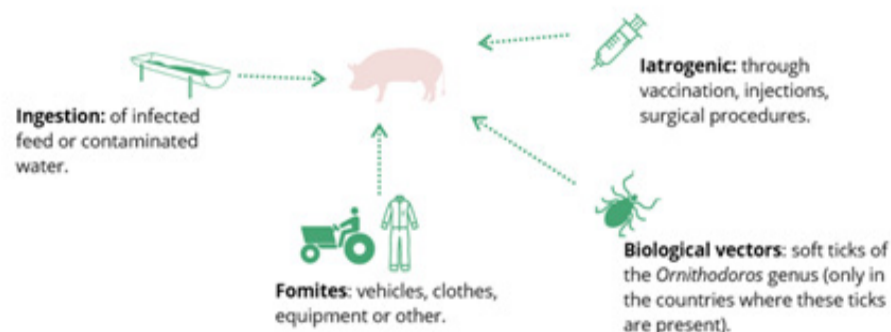 Ingestion: of infected
feed or contaminated
water.
Iatrogenic: through
vaccination, injections,
surgical procedures.
Fomites: vehicles, clothes,
equipment or other.
Biological vectors: soft ticks of
the Ornithodoros genus (only in
the countries where these ticks
are present).